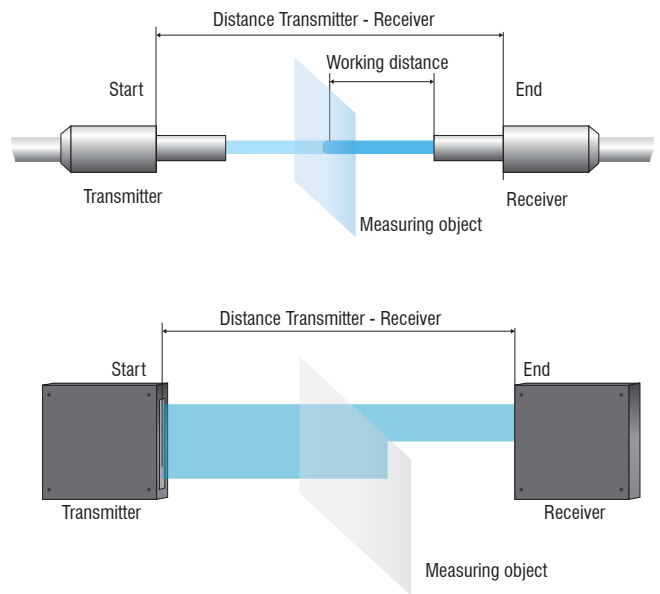 Distance Transmitter - Receiver
Working distance
Start
End
Transmitter
Receiver
Measuring object
Distance Transmitter - Receiver
Start
End
Transmitter
Receiver
Measuring object